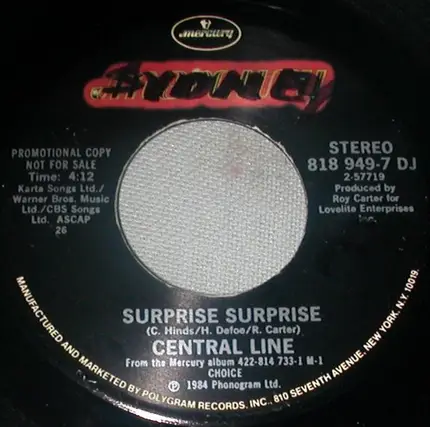 mercury
PROMOTIONAL COPY
NOT FOR SALE
Time: 4:12
Karta Songs Ltd./
Warner Bros. Music
Ltd./CBS Songs
Ltd. ASCAP
26
STEREO
818 949-7 DJ
2-57719
Produced by
Roy Carter for
Lovelite Enterprises
Inc.
SURPRISE SURPRISE
(C. Hinds/H. Defoe/R. Carter)
CENTRAL LINE
From the Mercury album 422-814 733-1 M-1
CHOICE
℗ 1984 Phonogram Ltd.
MANUFACTURED AND MARKETED BY POLYGRAM RECORDS, INC., 810 SEVENTH AVENUE, NEW YORK, N.Y. 10019.